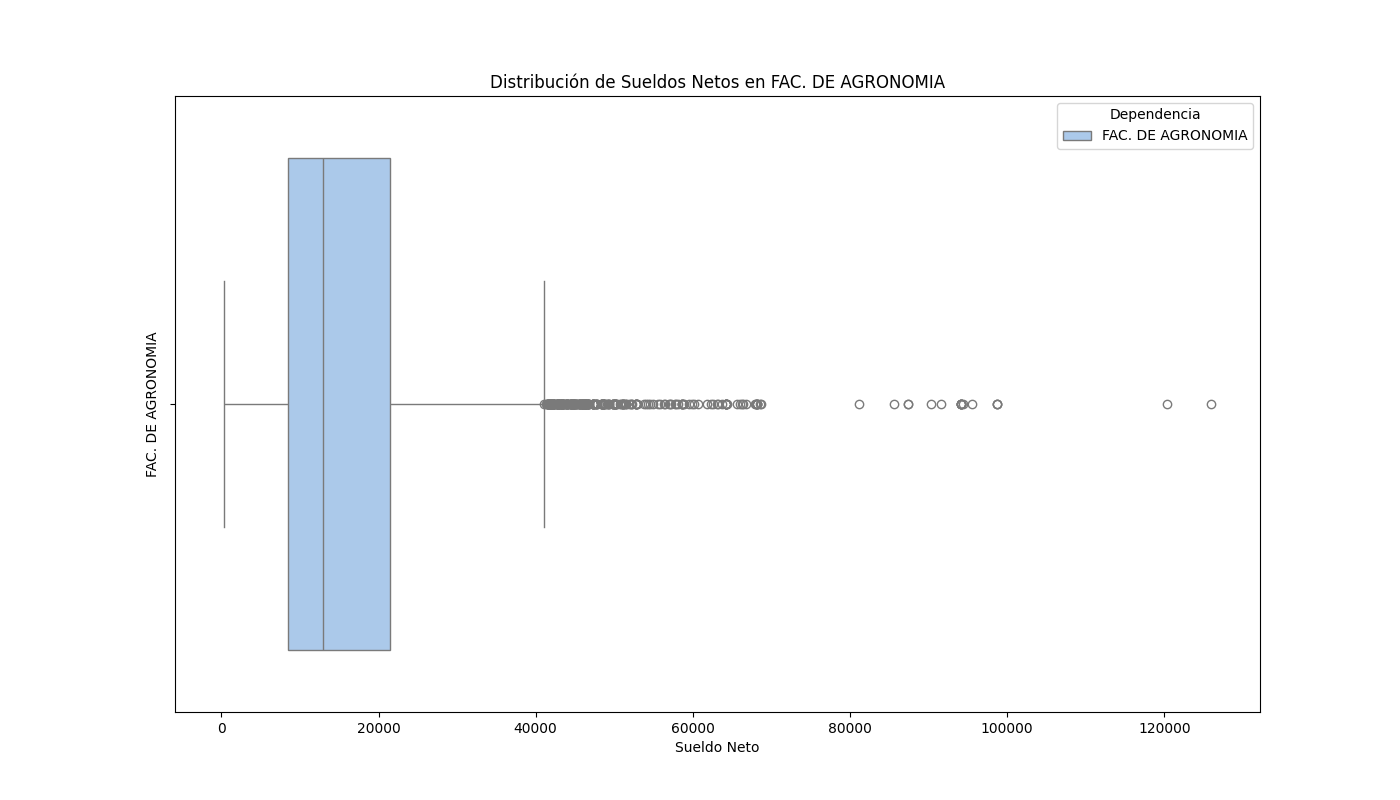 Distribución de Sueldos Netos en FAC. DE AGRONOMIA
Dependencia
FAC. DE AGRONOMIA
FAC. DE AGRONOMIA
0 20000 40000 60000 80000 100000 120000
Sueldo Neto